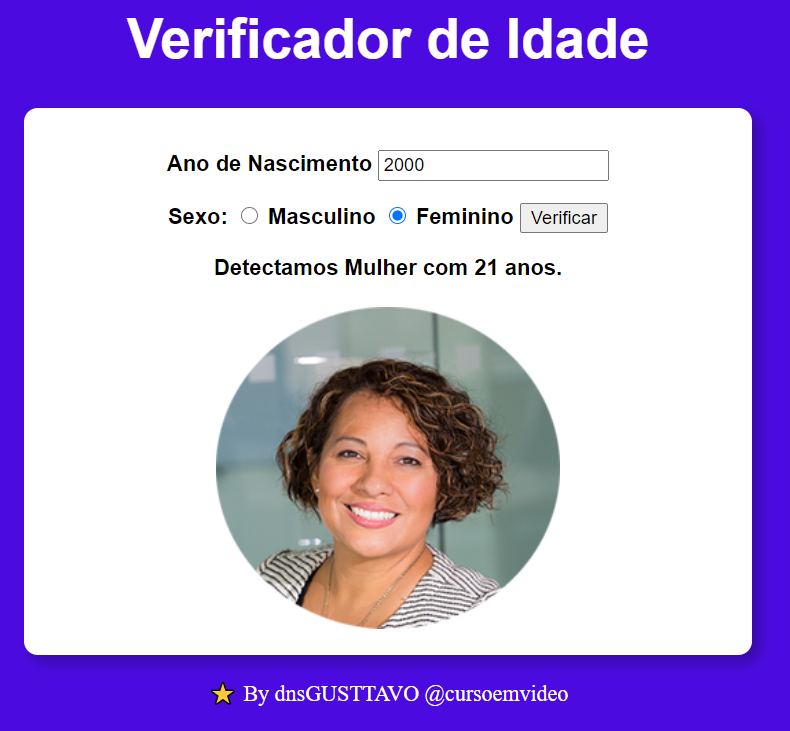 Verificador de Idade
Ano de Nascimento 2000
Sexo: Masculino Feminino Verificar
Detectamos Mulher com 21 anos.
By dnsGUSTTAVO @cursoemvideo